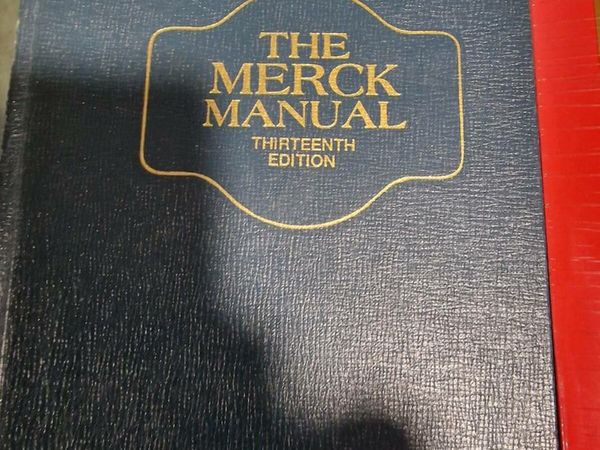 THE
MERCK
MANUAL
THIRTEENTH
EDITION